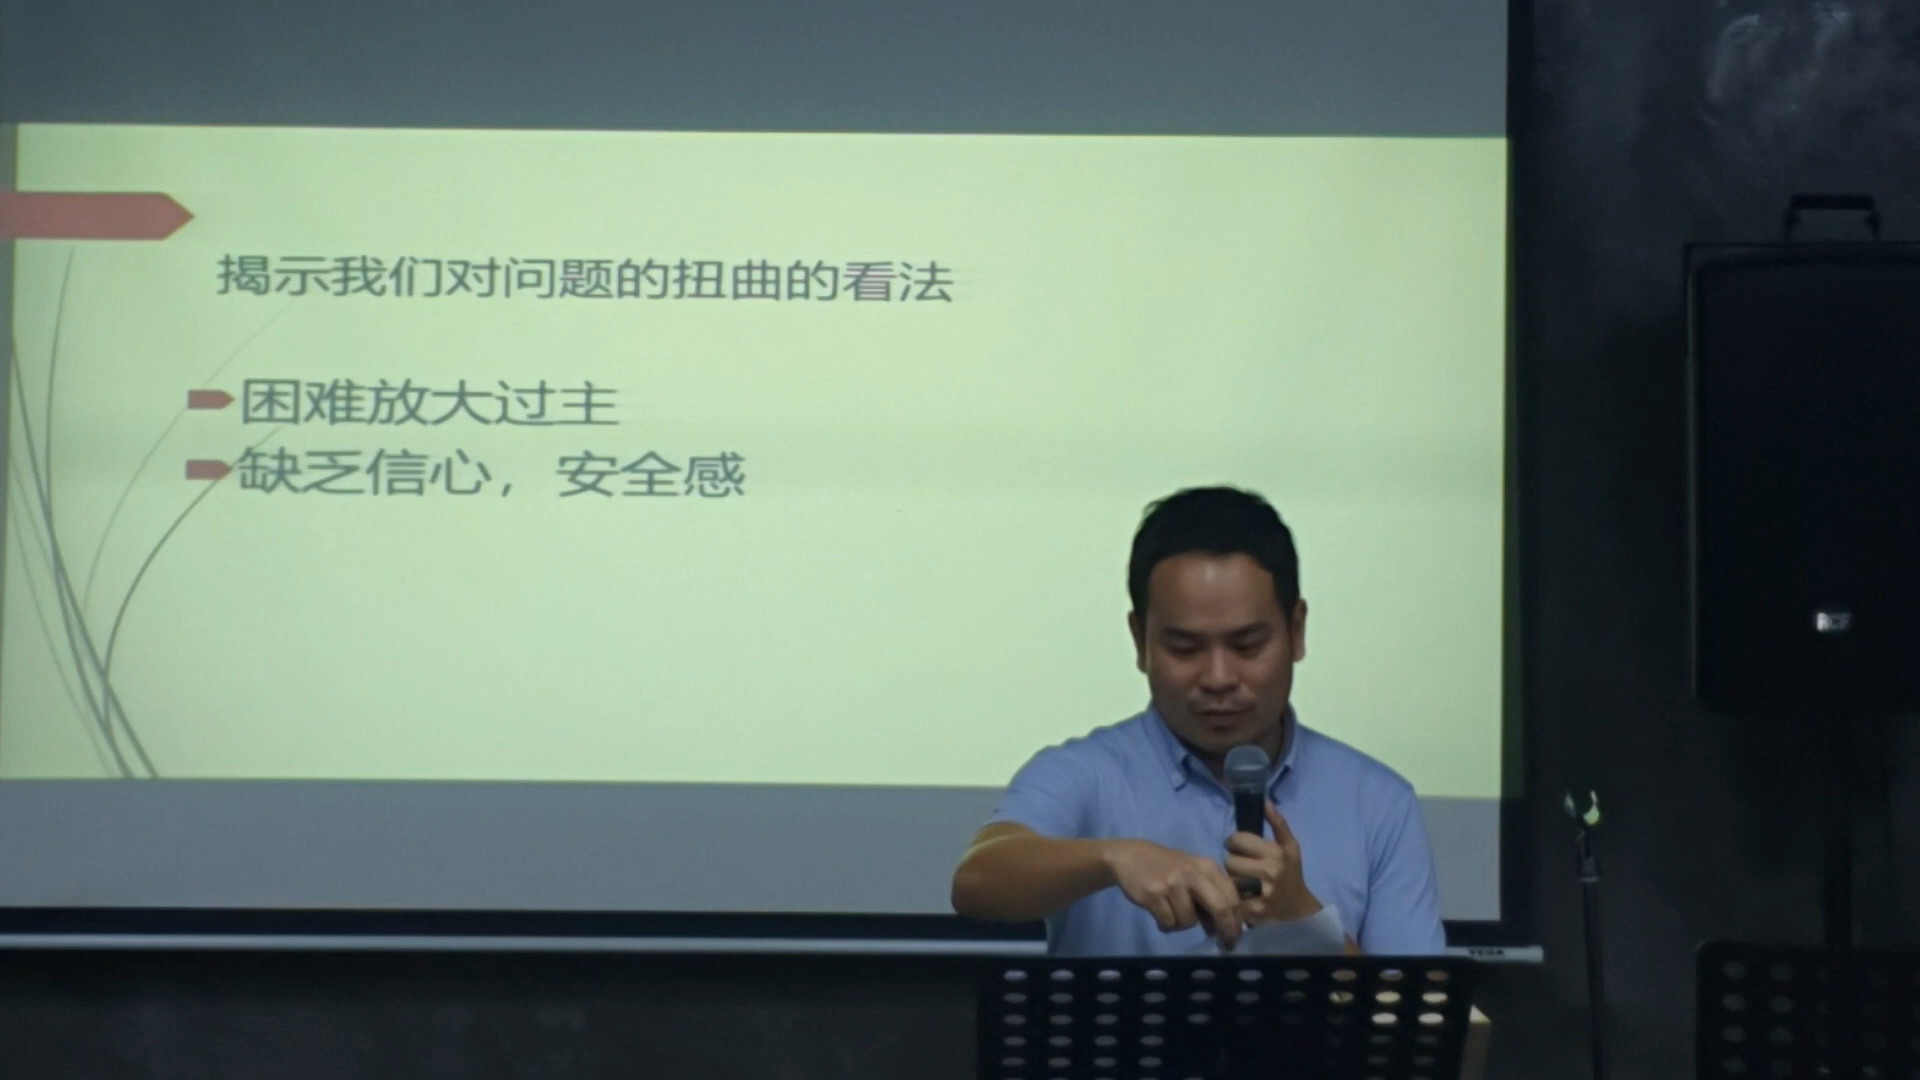 揭示我们对问题的扭曲的看法
困难放大过主
缺乏信心，安全感
RCF